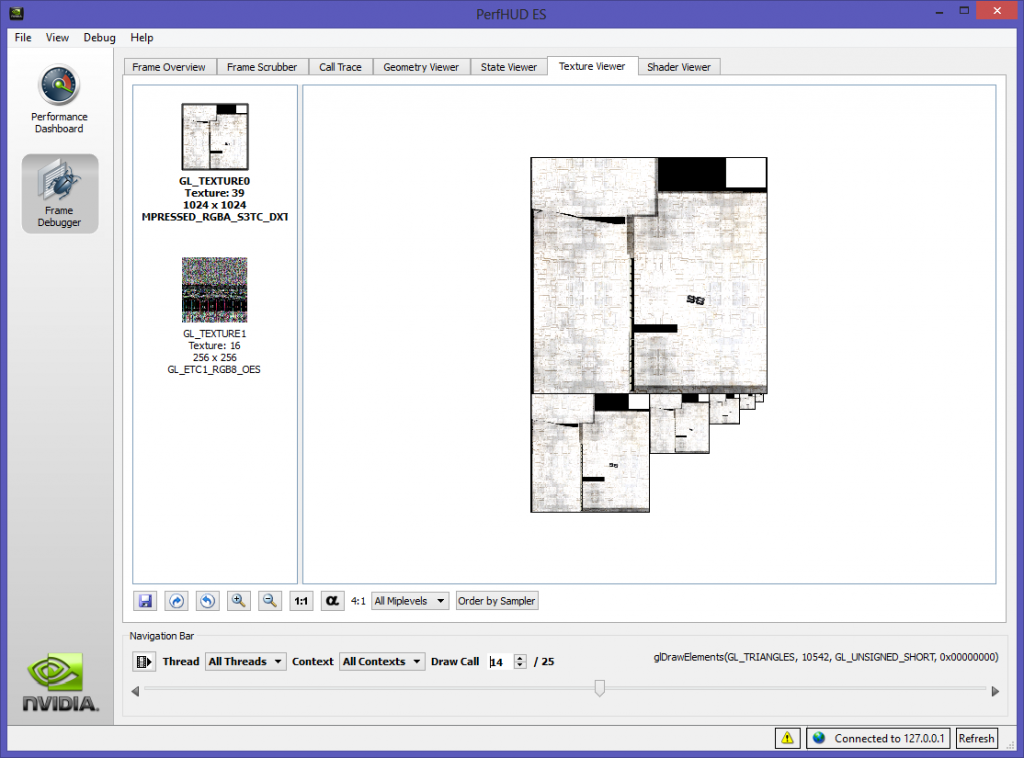 PerfHUD ES
File View Debug Help
Performance
Dashboard
Frame
Debugger
NVIDIA.
Frame Overview Frame Scrubber Call Trace Geometry Viewer State Viewer Texture Viewer Shader Viewer
GL_TEXTURE0
Texture: 39
1024 x 1024
MPRESSED_RGBA_S3TC_DXT
GL_TEXTURE1
Texture: 16
256 x 256
GL_ETC1_RGB8_OES
1:1 α 4:1 All Miplevels Order by Sampler
Navigation Bar
Thread All Threads Context All Contexts Draw Call 14 / 25
glDrawElements(GL_TRIANGLES, 10542, GL_UNSIGNED_SHORT, 0x00000000)
Connected to 127.0.0.1 Refresh